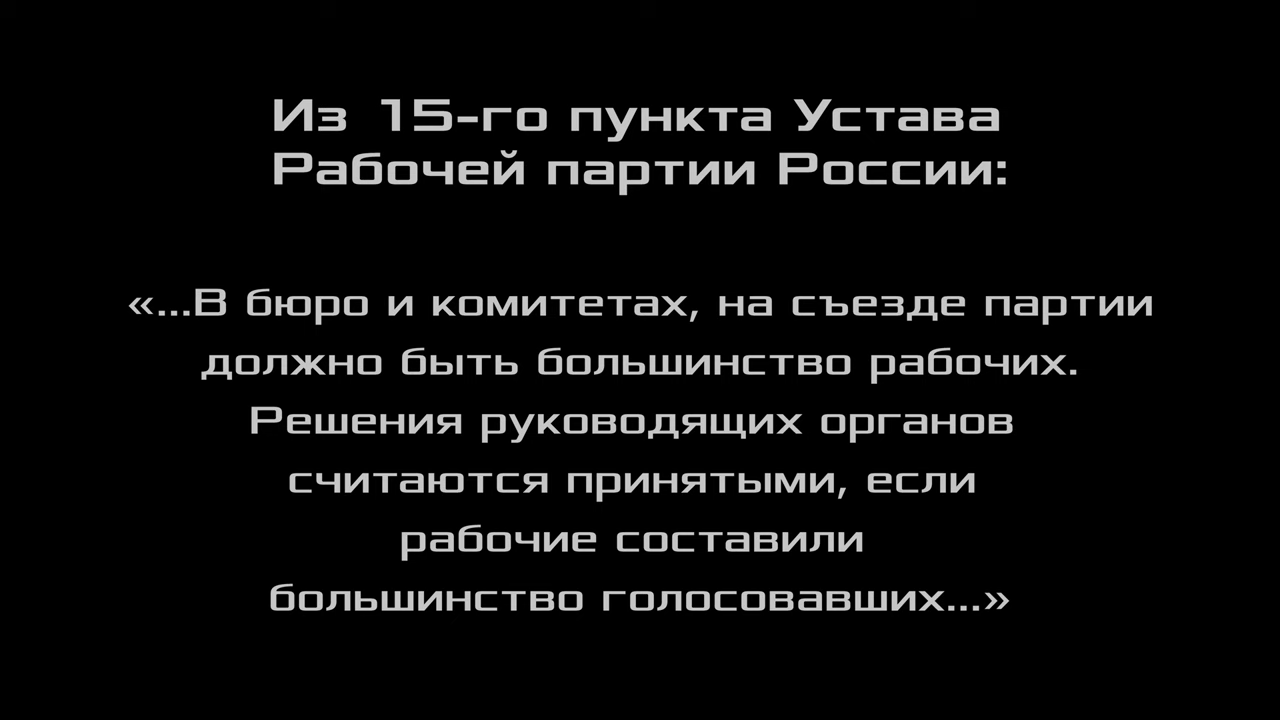 Из 15-го пункта Устава
Рабочей партии России:
«...В бюро и комитетах, на съезде партии
должно быть большинство рабочих.
Решения руководящих органов
считаются принятыми, если
рабочие составили
большинство голосовавших...»